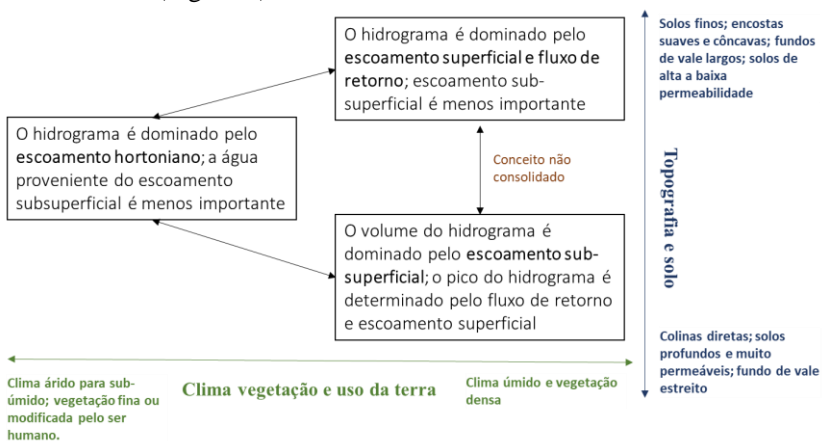 O hidrograma é dominado pelo
escoamento superficial e fluxo de
retorno; escoamento sub-
superficial é menos importante
Solos finos; encostas
suaves e côncavas; fundos
de vale largos; solos de
alta a baixa
permeabilidade
O hidrograma é dominado pelo
escoamento hortoniano; a água
proveniente do escoamento
subsuperficial é menos importante
Conceito não
consolidado
Topografia e solo
O volume do hidrograma é
dominado pelo escoamento sub-
superficial; o pico do hidrograma é
determinado pelo fluxo de retorno
e escoamento superficial
Colinas diretas; solos
profundos e muito
permeáveis; fundo de vale
estreito
Clima árido para sub-
úmido; vegetação fina ou
modificada pelo ser
humano.
Clima vegetação e uso da terra
Clima úmido e vegetação
densa